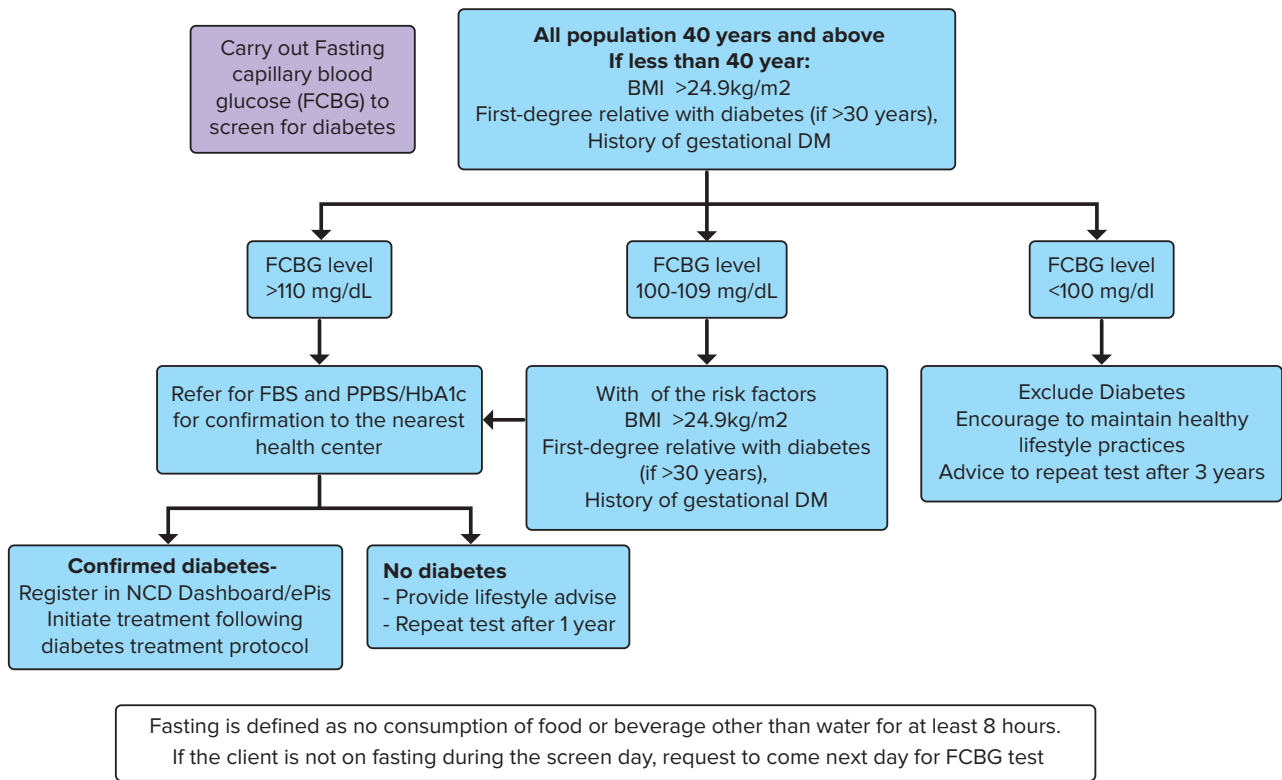 Carry out Fasting
capillary blood
glucose (FCBG) to
screen for diabetes
All population 40 years and above
If less than 40 year:
BMI >24.9kg/m2
First-degree relative with diabetes (if >30 years),
History of gestational DM
FCBG level
>110 mg/dL
FCBG level
100-109 mg/dL
FCBG level
<100 mg/dl
Refer for FBS and PPBS/HbA1c
for confirmation to the nearest
health center
With of the risk factors
BMI >24.9kg/m2
First-degree relative with diabetes
(if >30 years),
History of gestational DM
Exclude Diabetes
Encourage to maintain healthy
lifestyle practices
Advice to repeat test after 3 years
Confirmed diabetes-
Register in NCD Dashboard/ePis
Initiate treatment following
diabetes treatment protocol
No diabetes
- Provide lifestyle advise
- Repeat test after 1 year
Fasting is defined as no consumption of food or beverage other than water for at least 8 hours.
If the client is not on fasting during the screen day, request to come next day for FCBG test